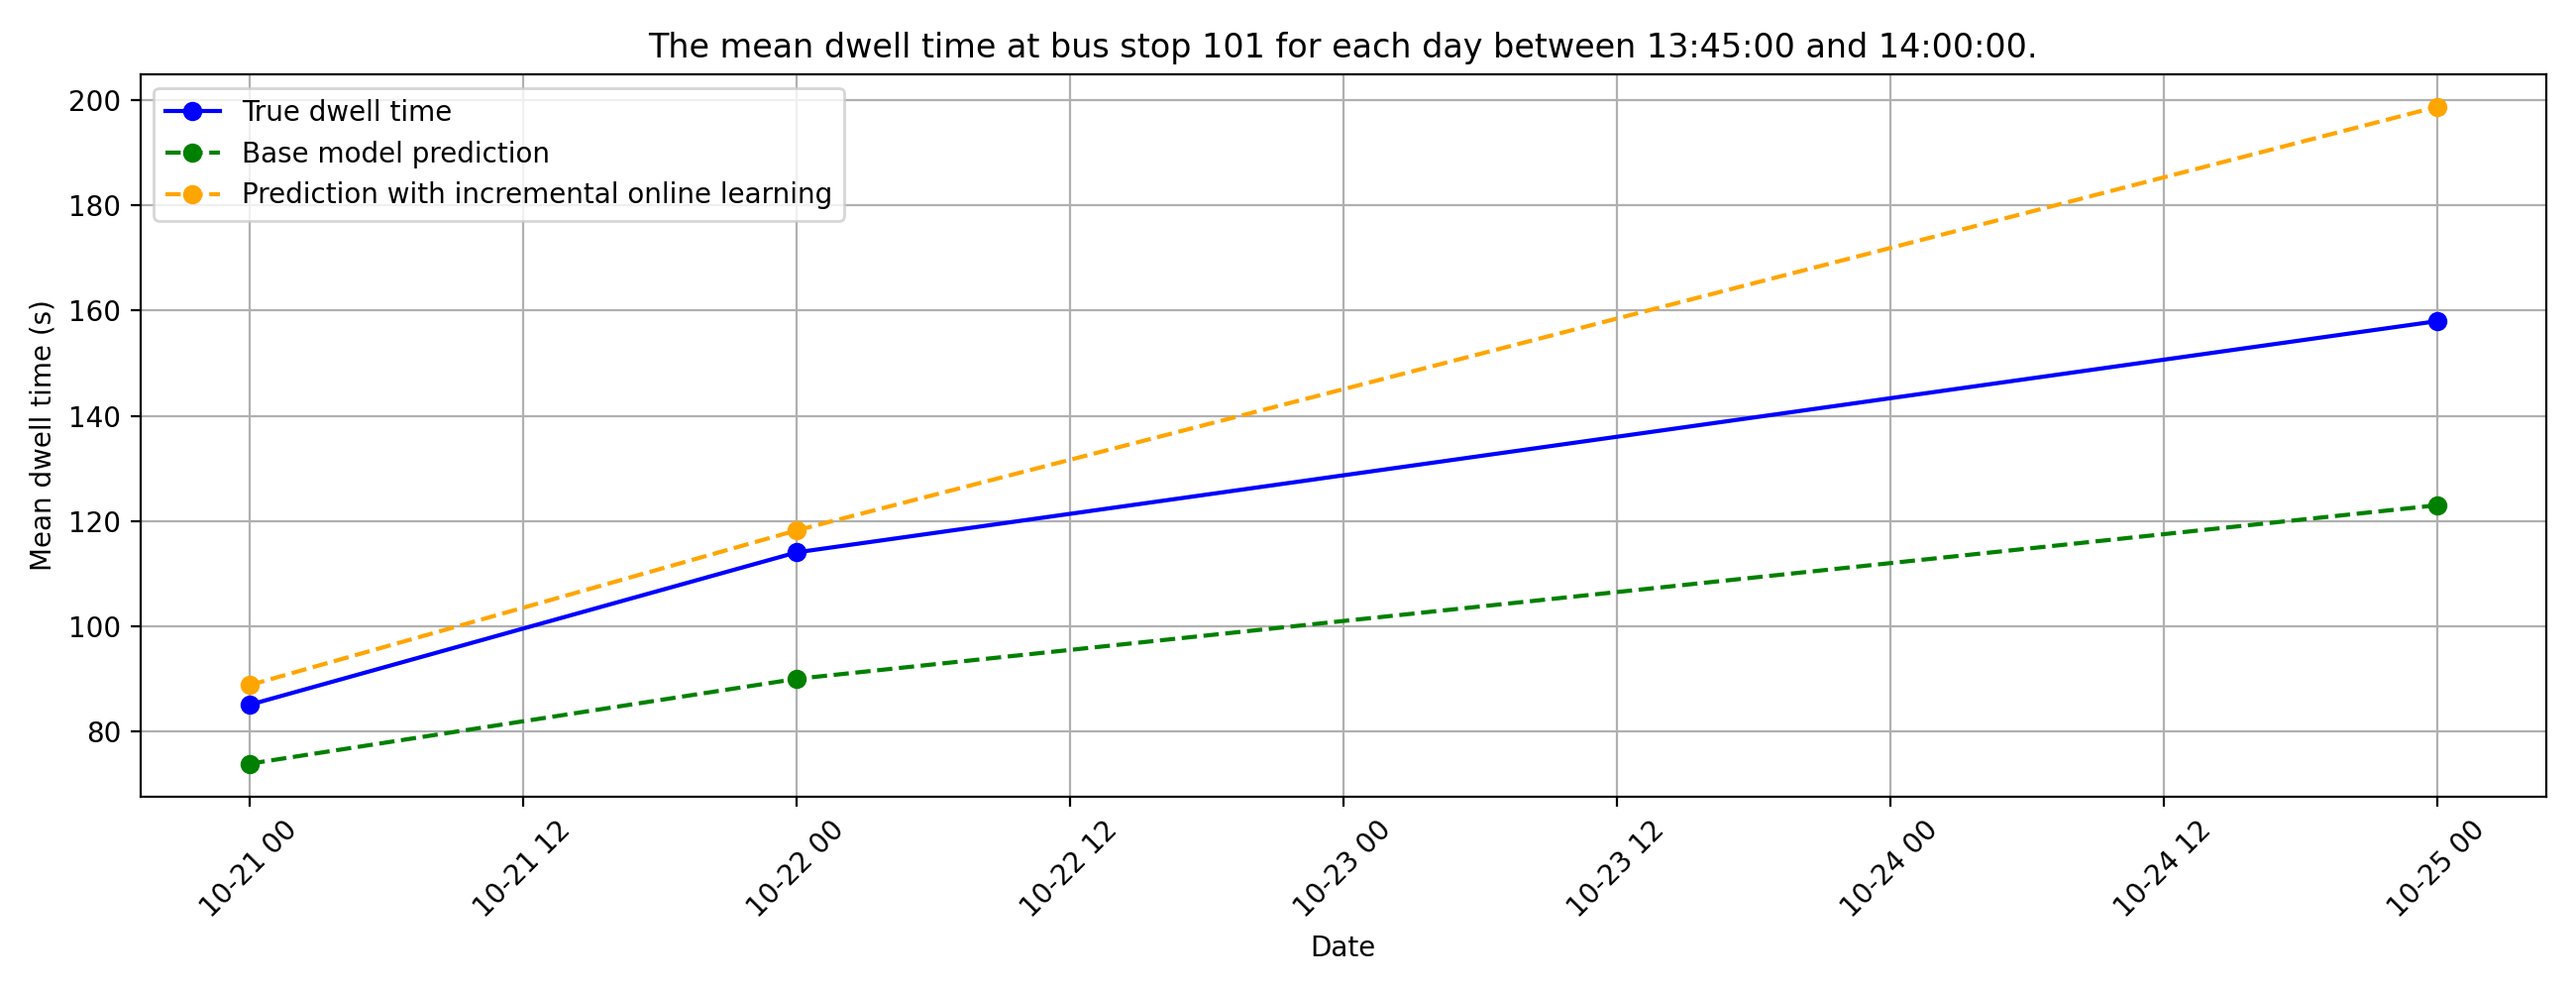 The mean dwell time at bus stop 101 for each day between 13:45:00 and 14:00:00.
True dwell time
Base model prediction
Prediction with incremental online learning
Mean dwell time (s)
200
180
160
140
120
100
80
10-21 00
10-21 12
10-22 00
10-22 12
10-23 00
10-23 12
10-24 00
10-24 12
10-25 00
Date